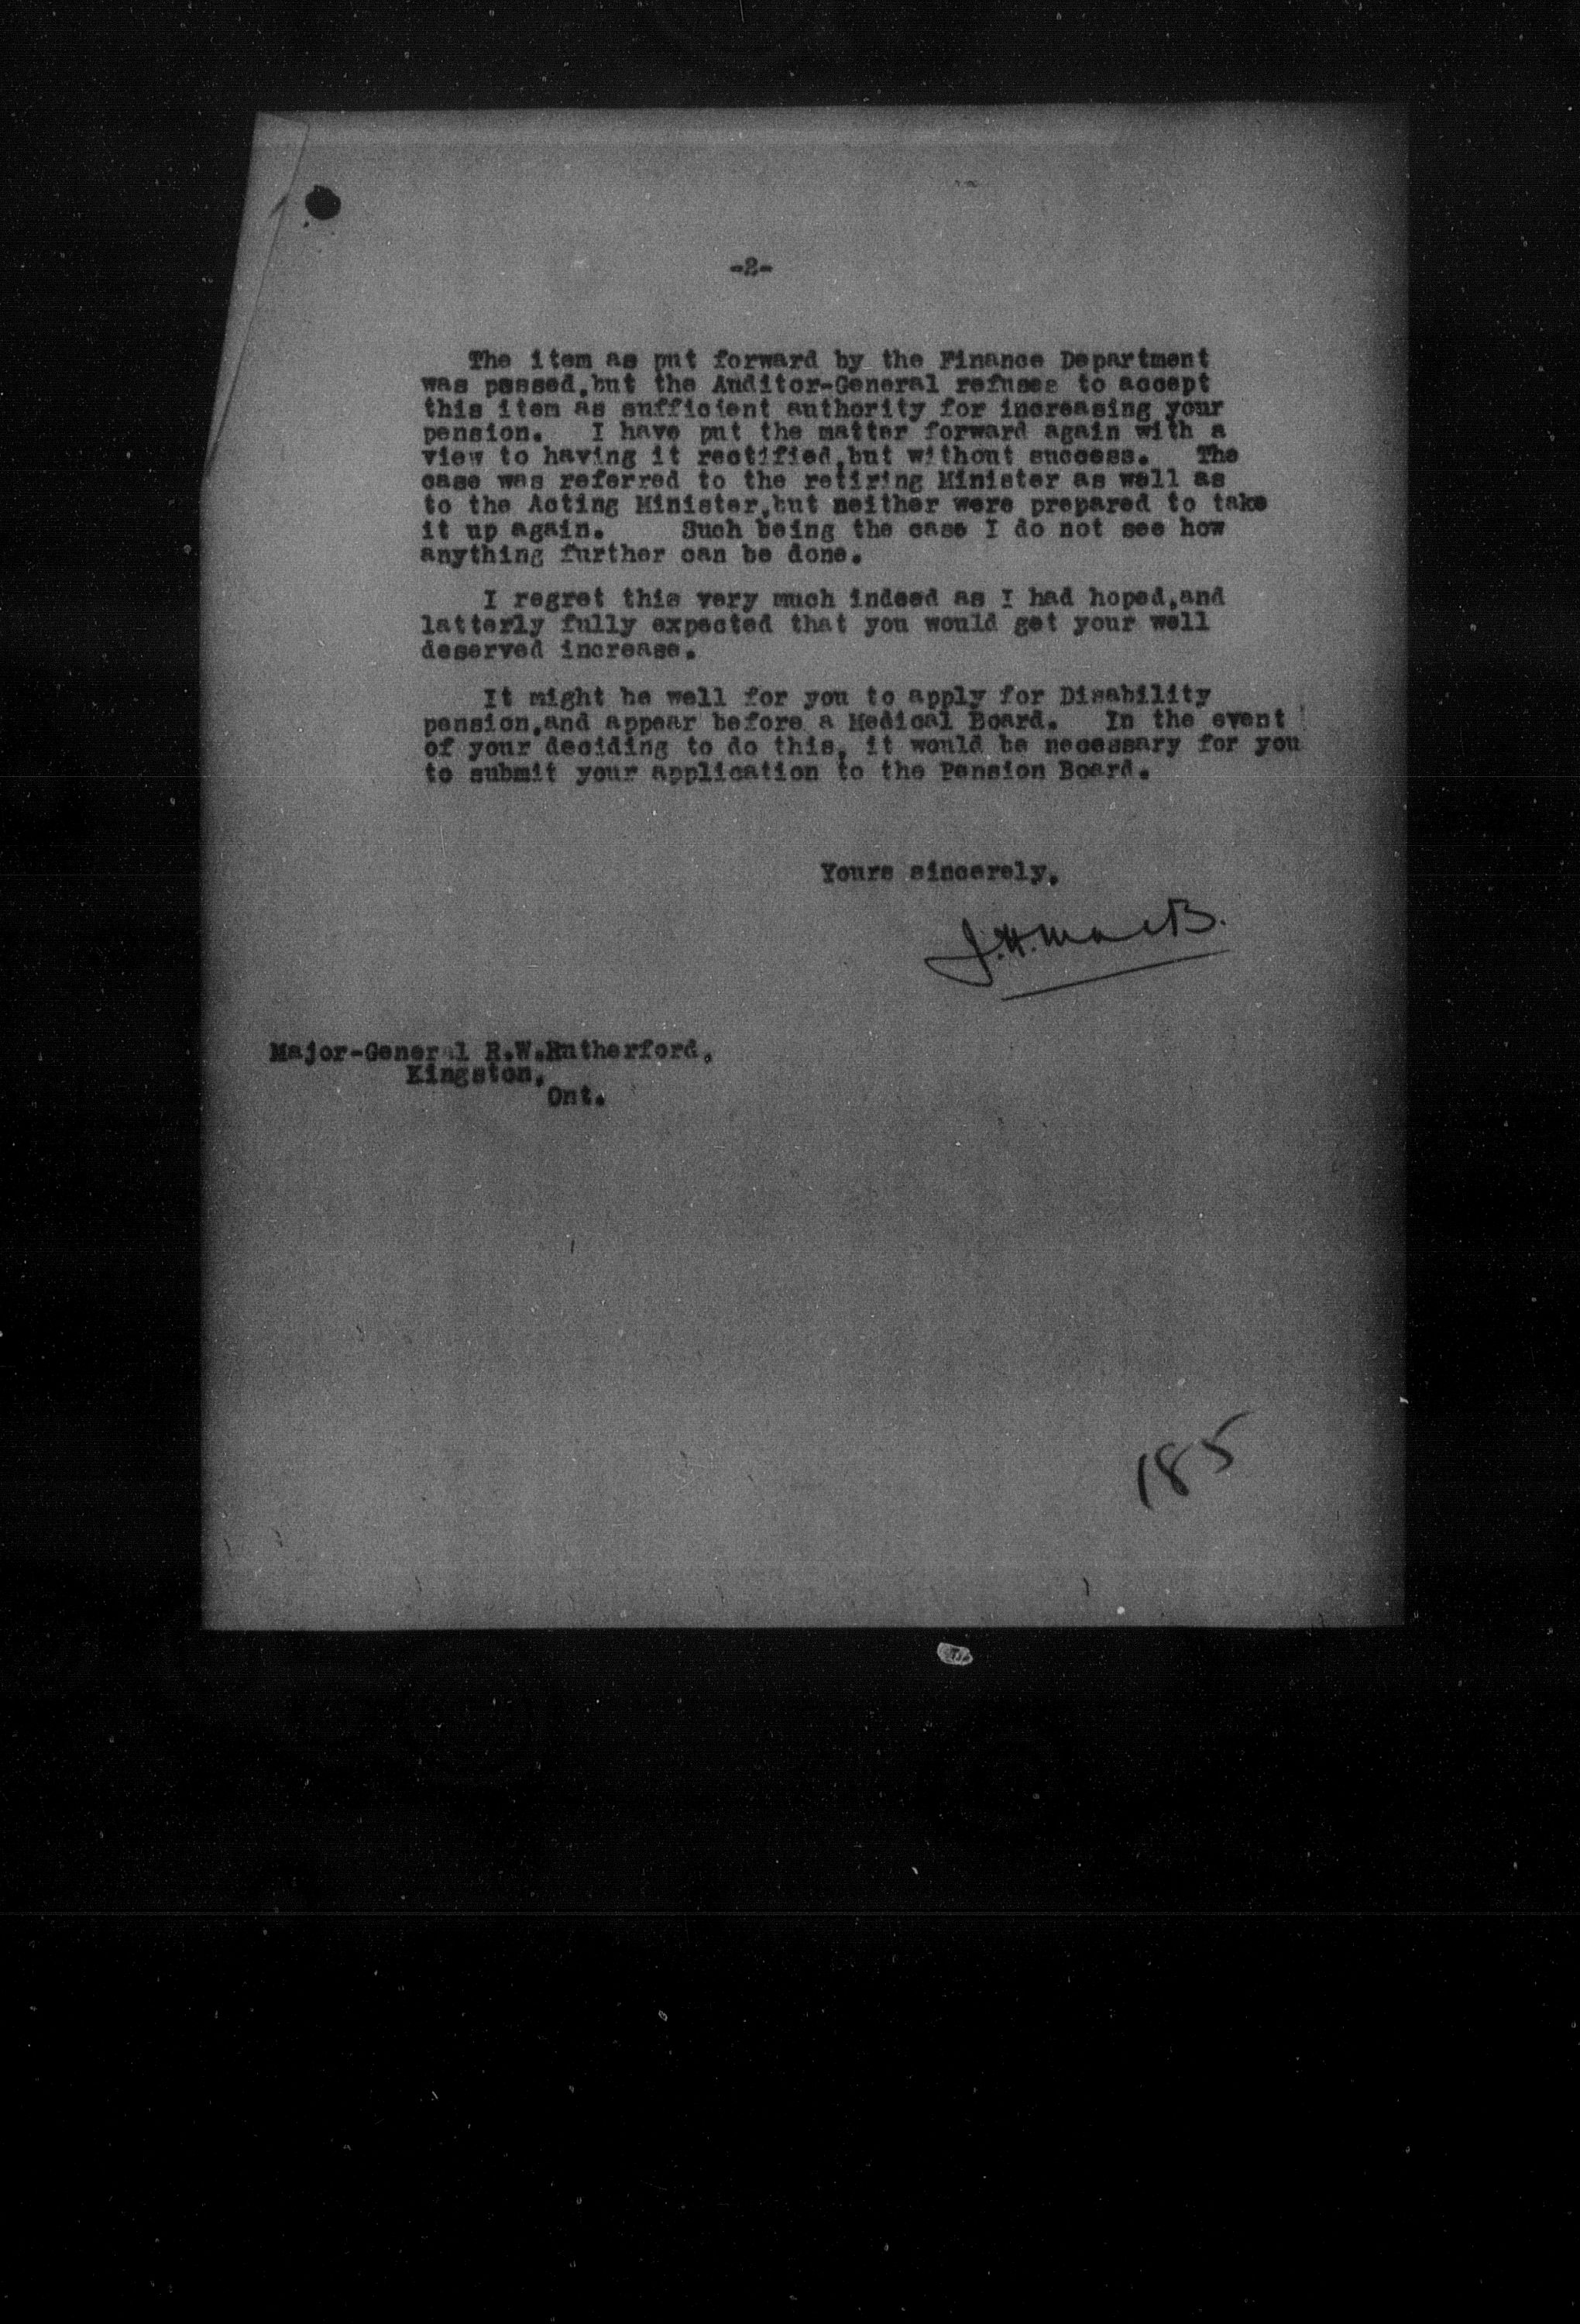 -2-
The item as put forward by the Finance Department
was passed,but the Auditor-General refuses to accept
this item as sufficient authority for increasing your
pension. I have put the matter forward again with a
view to having it rectified,but without success. The
case was referred to the retiring Minister as well as
to the Acting Minister,but neither were prepared to take
it up again. Such being the case I do not see how
anything further can be done.
I regret this very much indeed as I had hoped,and
latterly fully expected that you would get your well
deserved increase.
It might be well for you to apply for Disability
pension,and appear before a Medical Board. In the event
of your deciding to do this, it would be necessary for you
to submit your application to the Pension Board.
Yours sincerely,
J.H.MacB.
Major-General R.W.Rutherford,
Kingston,
Ont.
185